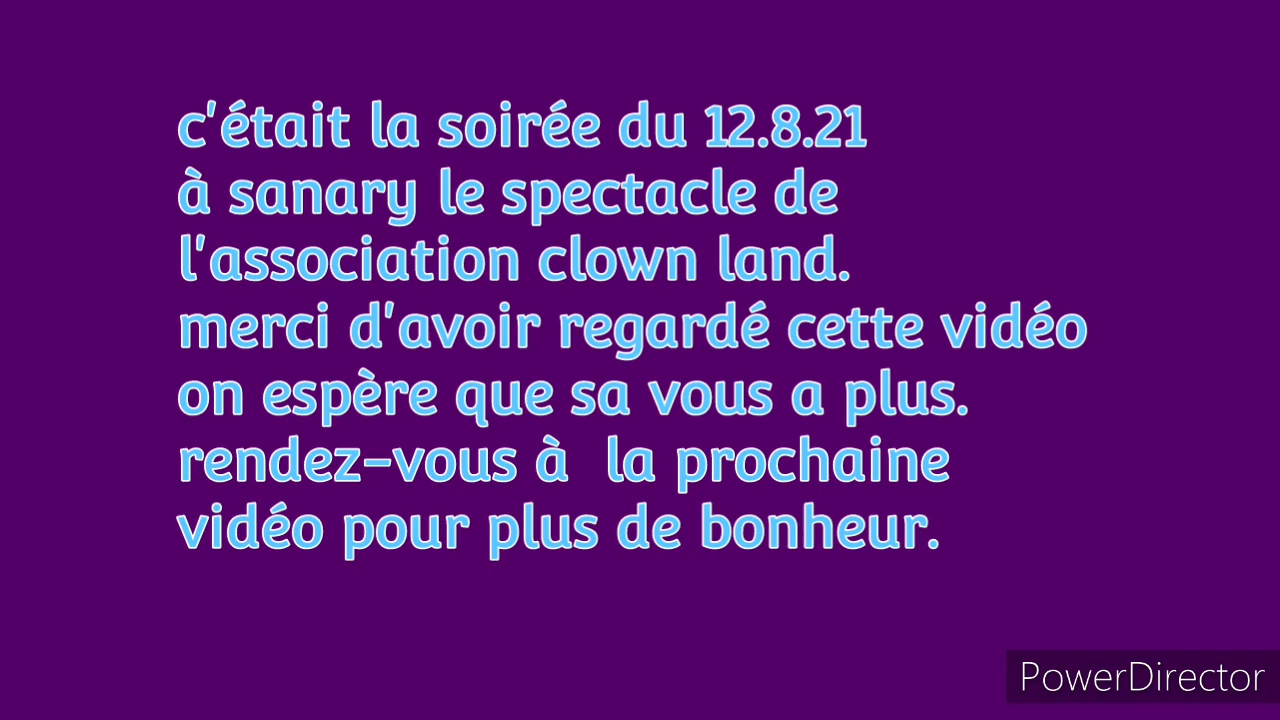 c'était la soirée du 12.8.21
à sanary le spectacle de
l'association clown land.
merci d'avoir regardé cette vidéo
on espère que sa vous a plus.
rendez-vous à  la prochaine
vidéo pour plus de bonheur.
PowerDirector